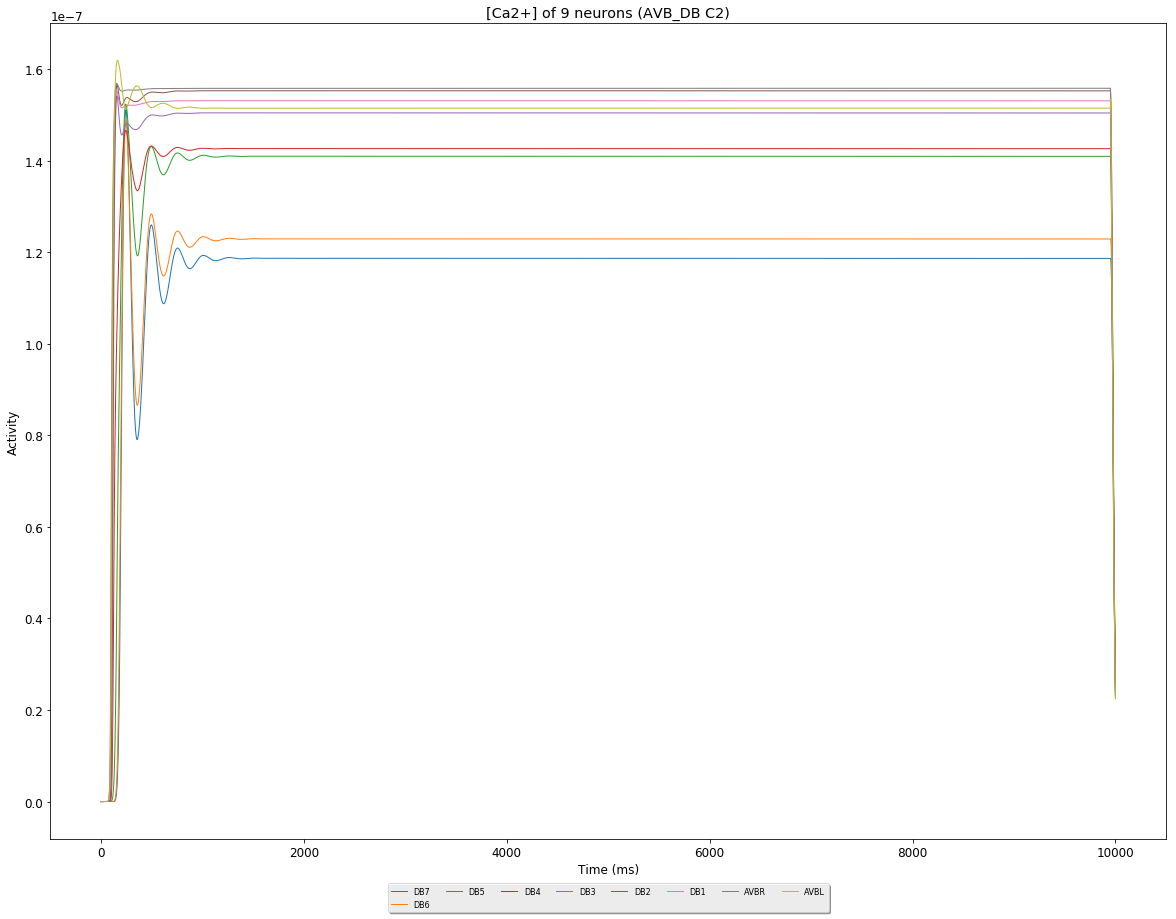 [Ca2+] of 9 neurons (AVB_DB C2)
1e−7
1.6
1.4
1.2
1.0
0.8
0.6
0.4
0.2
0.0
Activity
0 2000 4000 6000 8000 10000
Time (ms)
DB7 DB5 DB4 DB3 DB2 DB1 AVBR AVBL
DB6